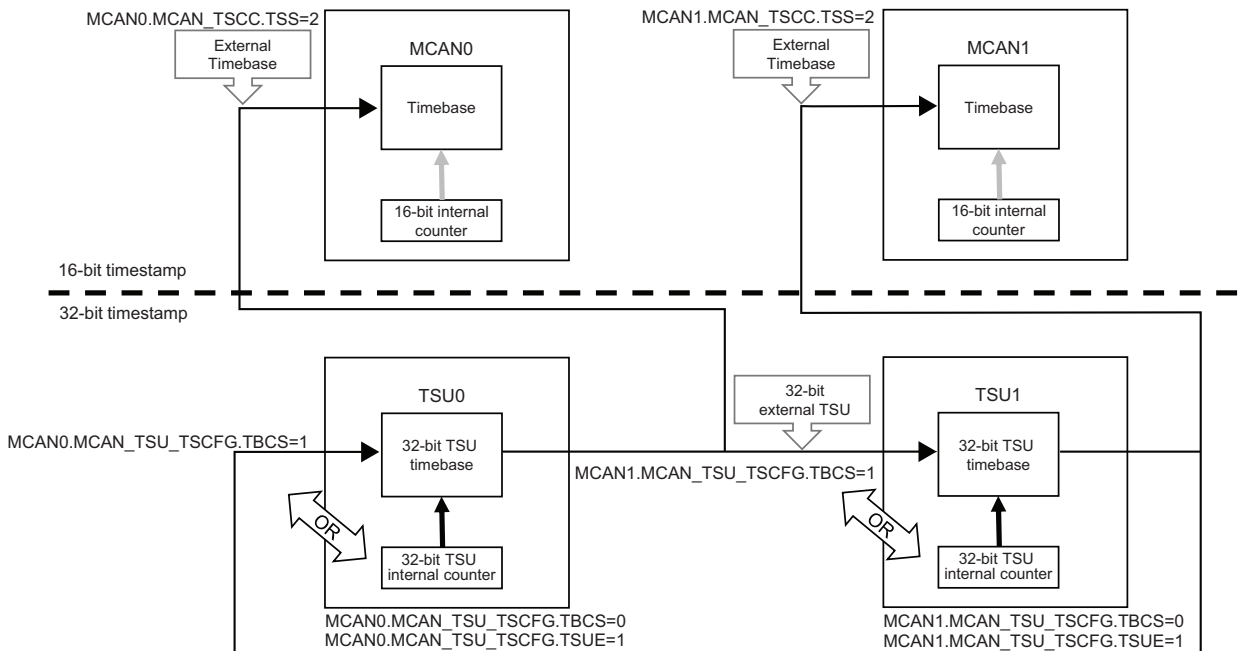 MCAN0.MCAN_TSCC.TSS=2
External
Timebase
MCAN0
Timebase
16-bit internal
counter
MCAN1.MCAN_TSCC.TSS=2
External
Timebase
MCAN1
Timebase
16-bit internal
counter
16-bit timestamp
32-bit timestamp
TSU0
MCAN0.MCAN_TSU_TSCFG.TBCS=1
32-bit TSU
timebase
OR
32-bit TSU
internal counter
MCAN0.MCAN_TSU_TSCFG.TBCS=0
MCAN0.MCAN_TSU_TSCFG.TSUE=1
32-bit
external TSU
MCAN1.MCAN_TSU_TSCFG.TBCS=1
TSU1
32-bit TSU
timebase
OR
32-bit TSU
internal counter
MCAN1.MCAN_TSU_TSCFG.TBCS=0
MCAN1.MCAN_TSU_TSCFG.TSUE=1